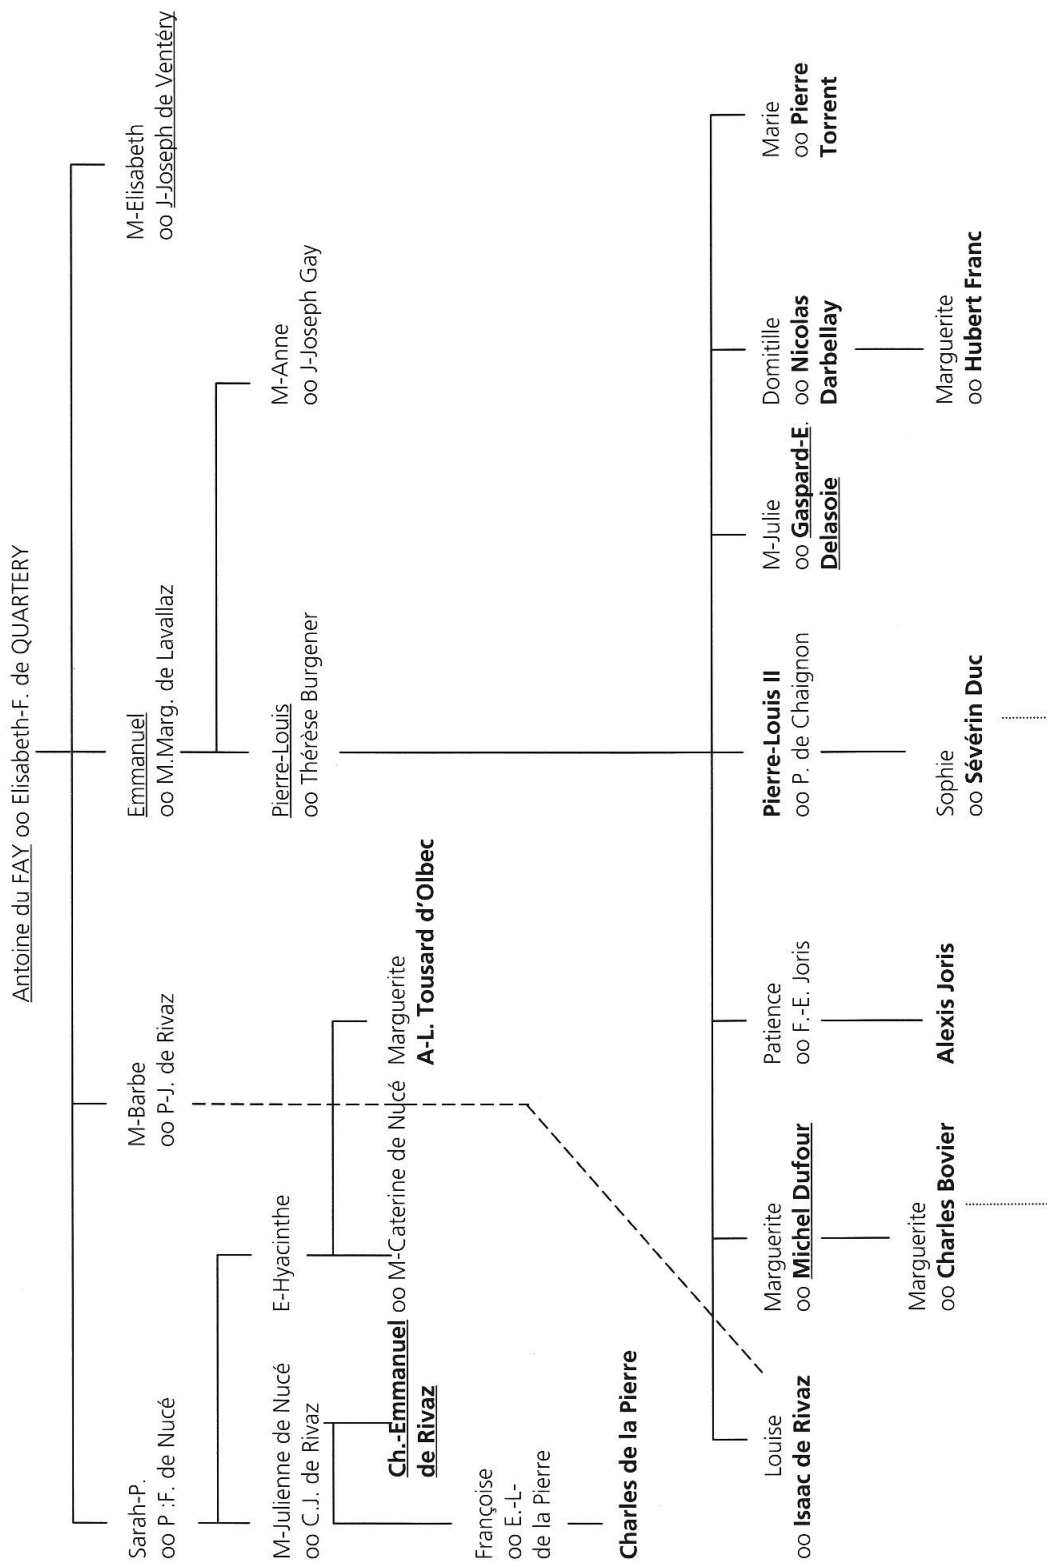 Antoine du FAY oo Elisabeth-F. de QUARTERY
Sarah-P.
oo P :F. de Nucé
M-Barbe
oo P-J. de Rivaz
Emmanuel
oo M.Marg. de Lavallaz
M-Elisabeth
oo J-Joseph de Ventéry
M-Julienne de Nucé
oo C.J. de Rivaz
E-Hyacinthe
Pierre-Louis
oo Thérèse Burgener
M-Anne
oo J-Joseph Gay
Ch.-Emmanuel oo M-Caterine de Nucé
de Rivaz
Marguerite
A-L. Tousard d'Olbec
Françoise
oo E.-L-
de la Pierre
Charles de la Pierre
Louise
oo Isaac de Rivaz
Marguerite
oo Michel Dufour
Patience
oo F.-E. Joris
Pierre-Louis II
oo P. de Chaignon
M-Julie
oo Gaspard-E.
Delasoie
Domitille
oo Nicolas
Darbellay
Marie
oo Pierre
Torrent
Marguerite
oo Charles Bovier
Alexis Joris
Sophie
oo Sévérin Duc
Marguerite
oo Hubert Franc